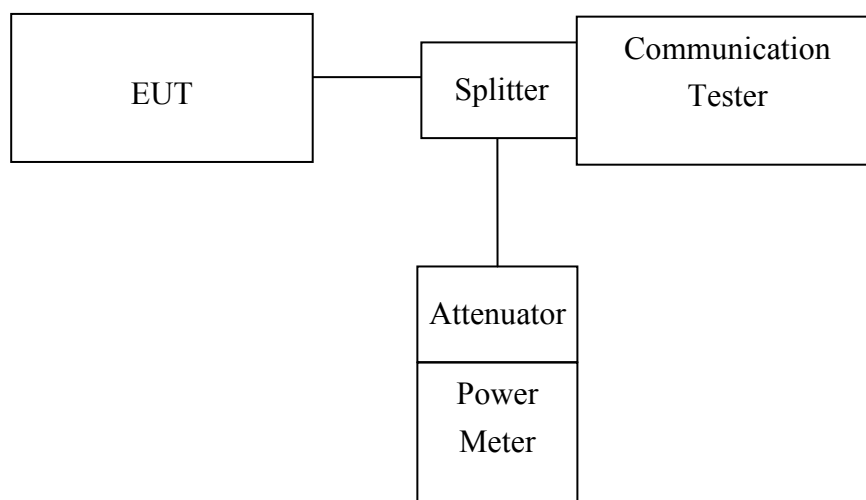 EUT
Splitter
Communication
Tester
Attenuator
Power
Meter